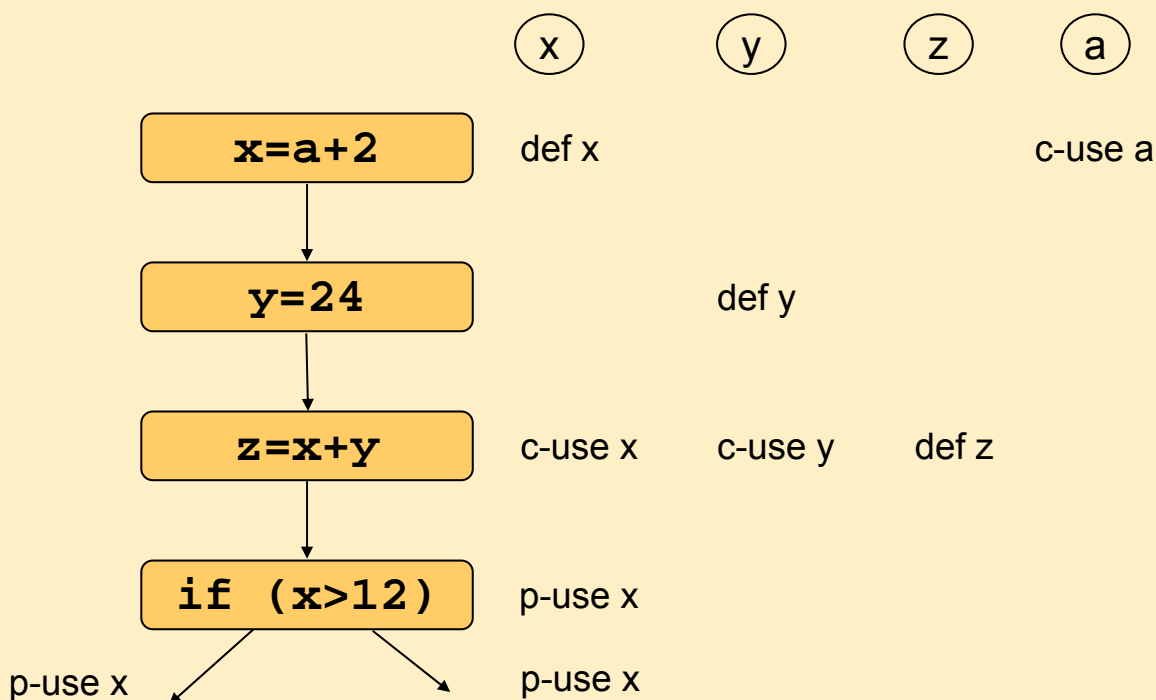 x y z a
x=a+2 def x c-use a
y=24 def y
z=x+y c-use x c-use y def z
if (x>12) p-use x
p-use x p-use x